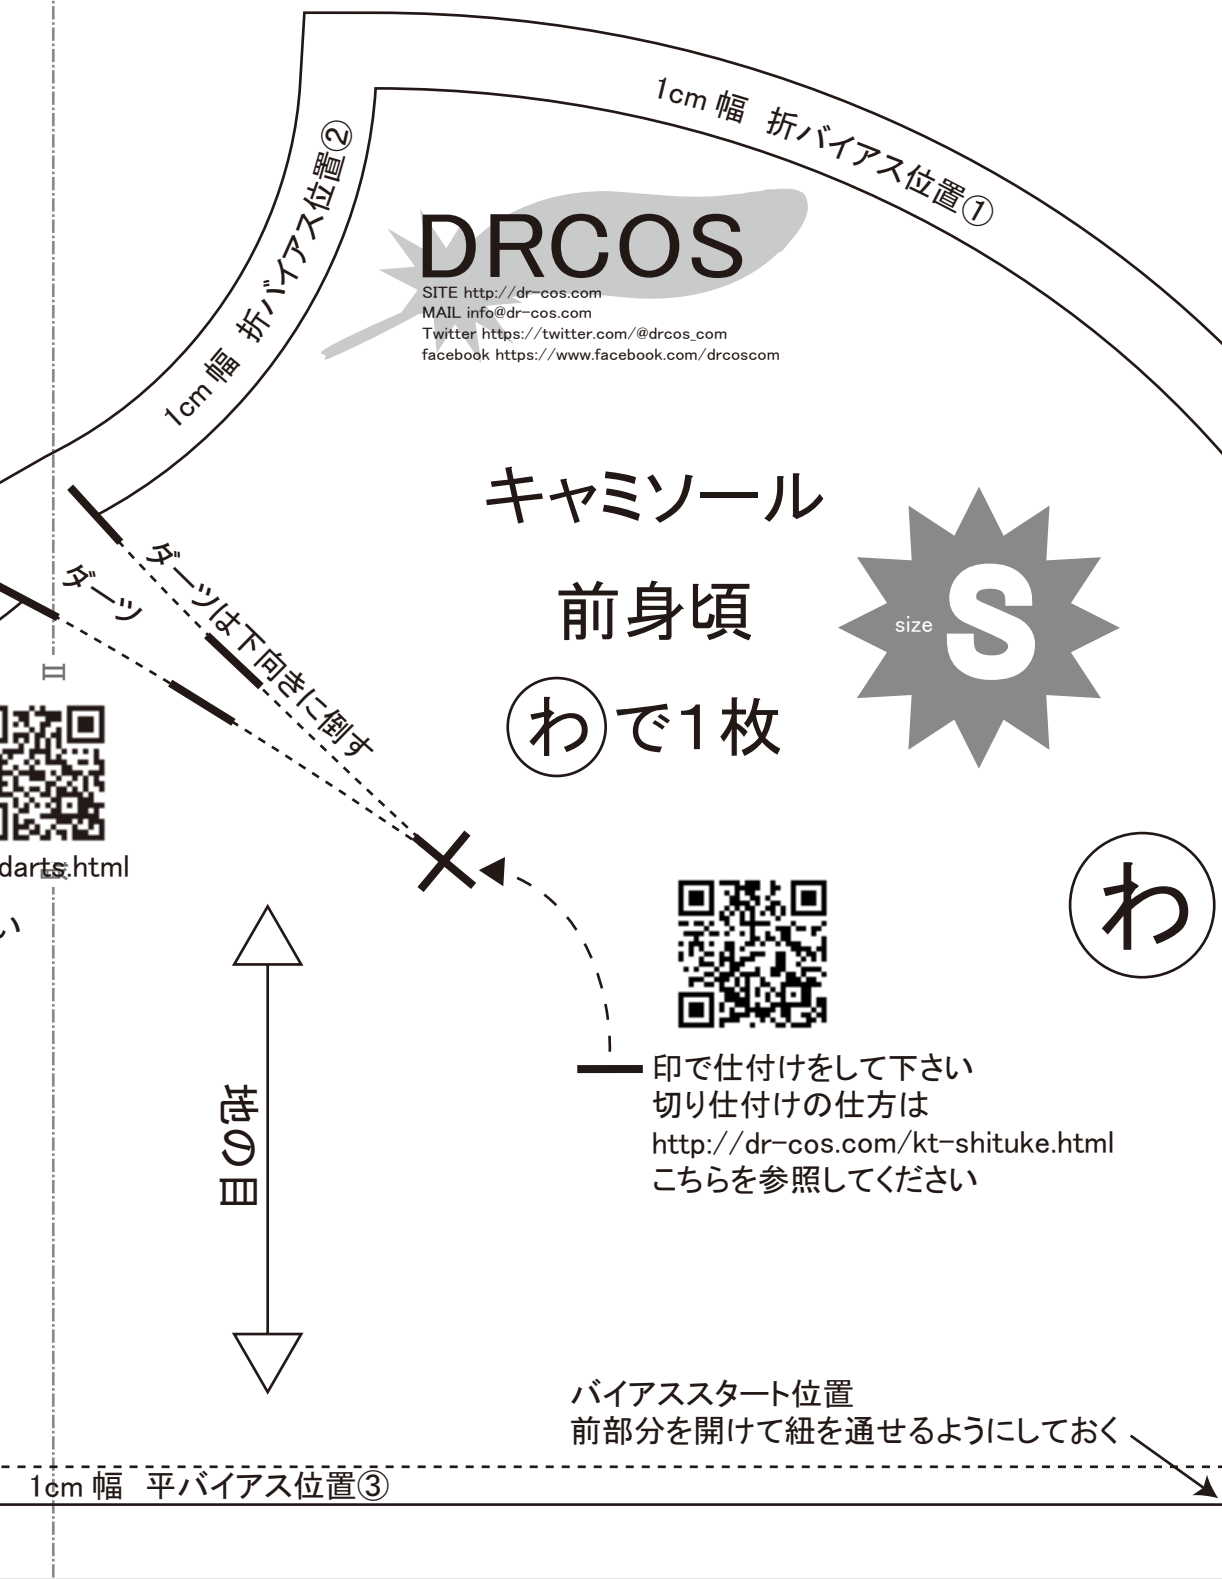 1cm 幅　折バイアス位置①
1cm 幅　折バイアス位置②
DRCOS
SITE http://dr-cos.com
MAIL info@dr-cos.com
Twitter https://twitter.com/@drcos_com
facebook https://www.facebook.com/drcoscom
キャミソール
前身頃
わで1枚
size S
ダーツ
ダーツは下向きに倒す
darts.html
い
わ
印で仕付けをして下さい
切り仕付けの仕方は
http://dr-cos.com/kt-shituke.html
こちらを参照してください
地の目
バイアススタート位置
前部分を開けて紐を通せるようにしておく
1cm 幅　平バイアス位置③